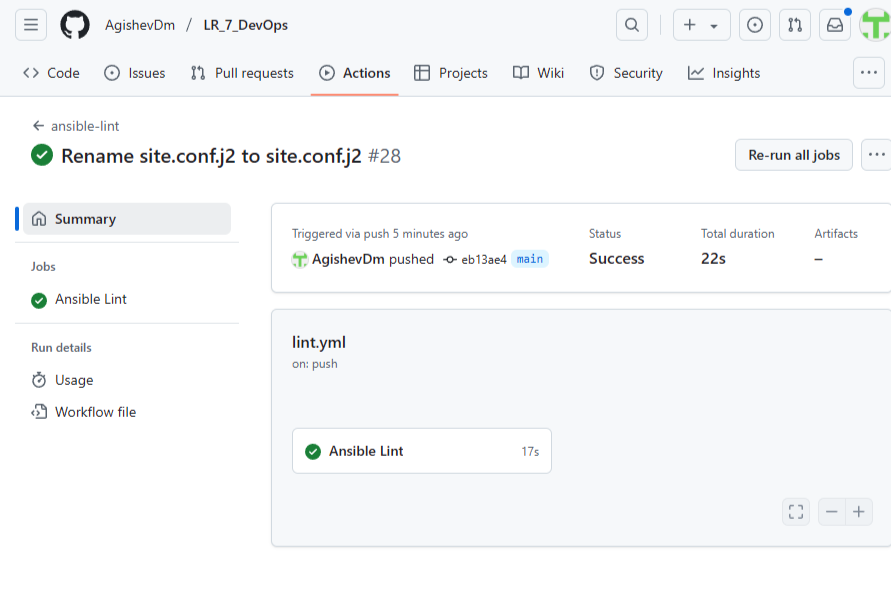 AgishevDm / LR_7_DevOps
Code Issues Pull requests Actions Projects Wiki Security Insights
ansible-lint
Rename site.conf.j2 to site.conf.j2 #28
Re-run all jobs
Summary
Jobs
Ansible Lint
Run details
Usage
Workflow file
Triggered via push 5 minutes ago
AgishevDm pushed eb13ae4 main
Status
Success
Total duration
22s
Artifacts
–
lint.yml
on: push
Ansible Lint 17s